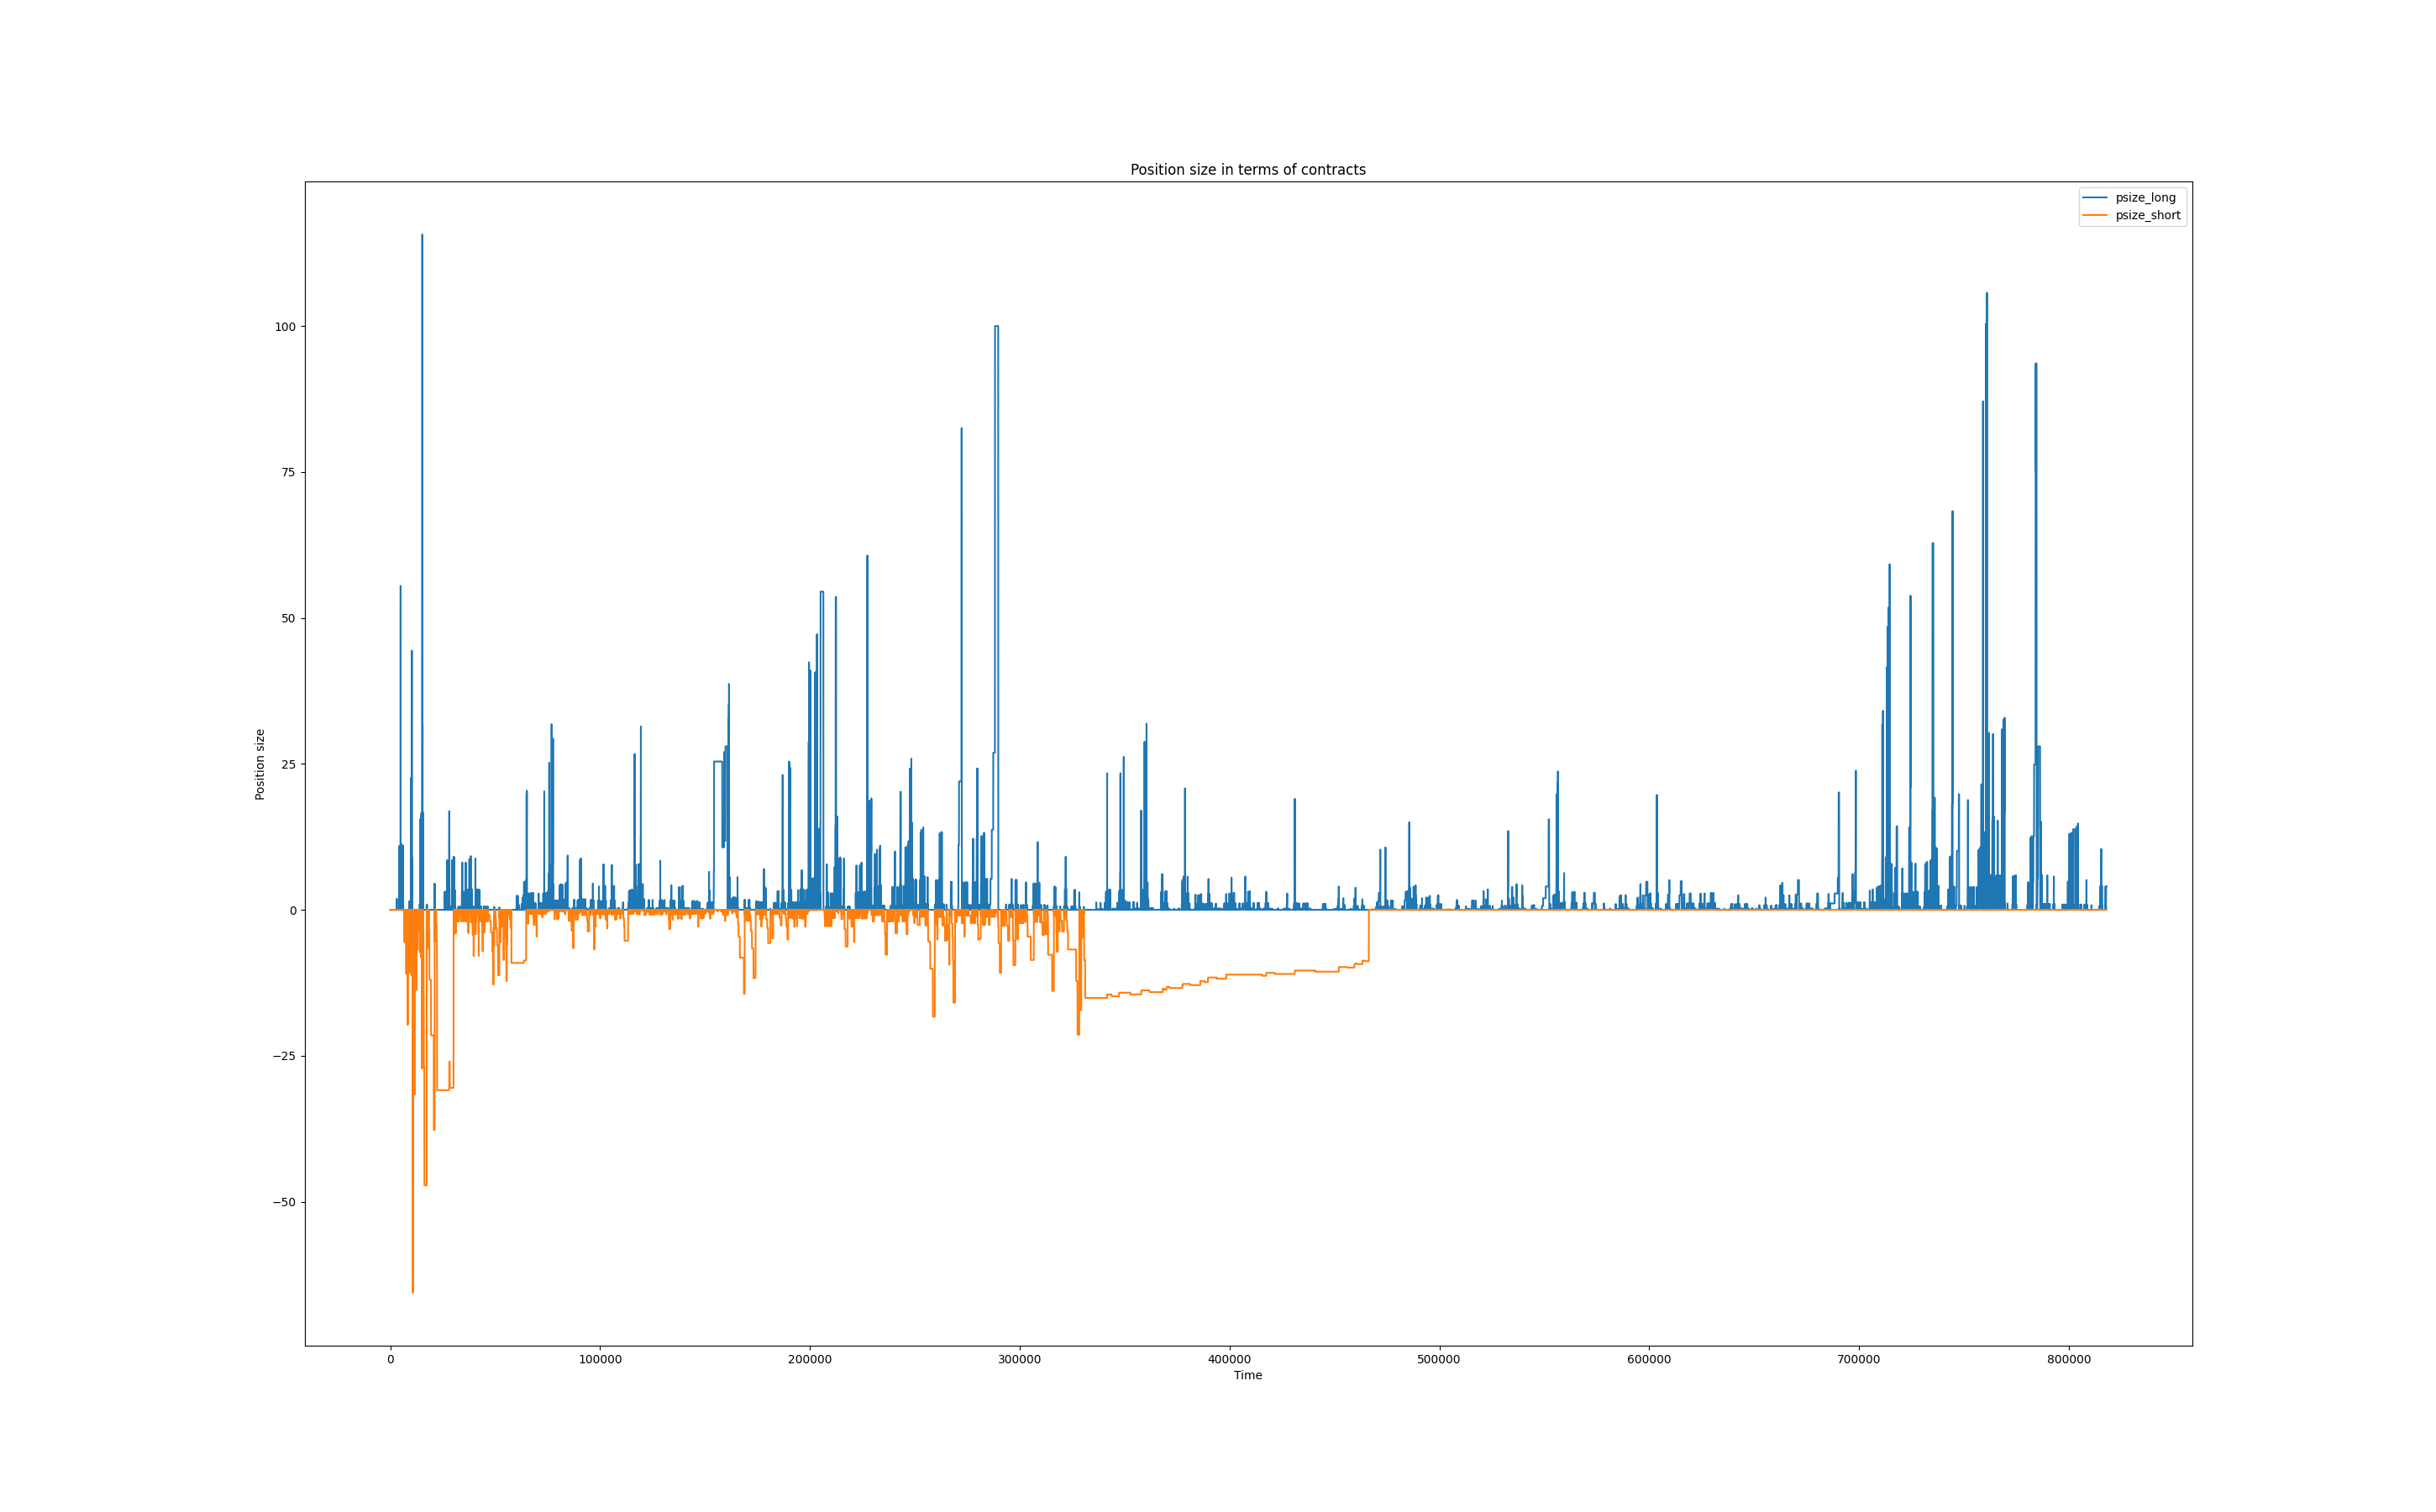 Position size in terms of contracts
psize_long
psize_short
100
75
50
25
0
−25
−50
Position size
0 100000 200000 300000 400000 500000 600000 700000 800000
Time